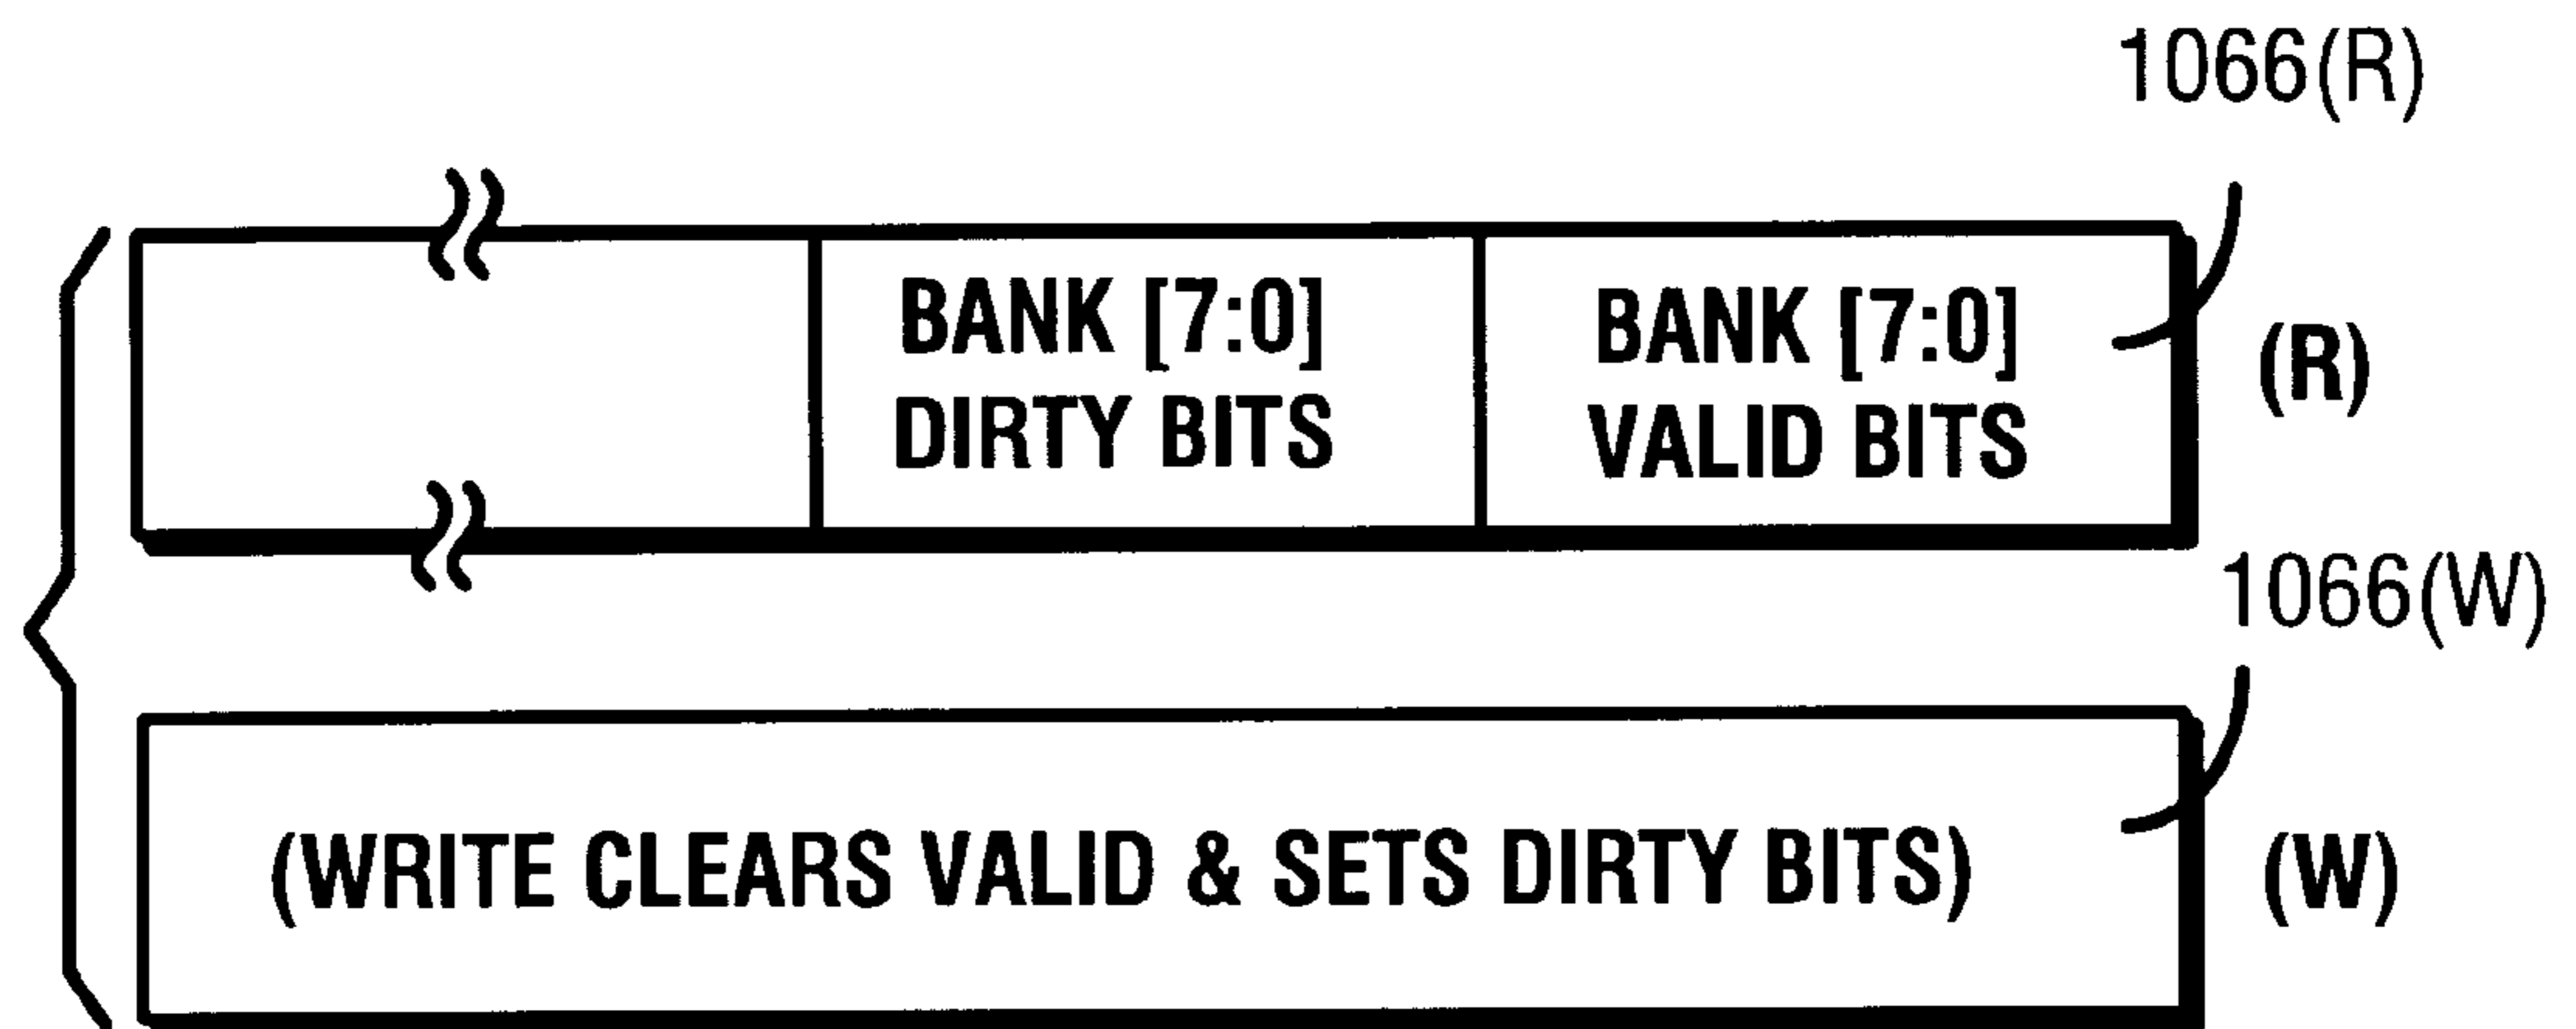 1066(R)
BANK [7:0]
DIRTY BITS
BANK [7:0]
VALID BITS
(R)
1066(W)
(WRITE CLEARS VALID & SETS DIRTY BITS)
(W)